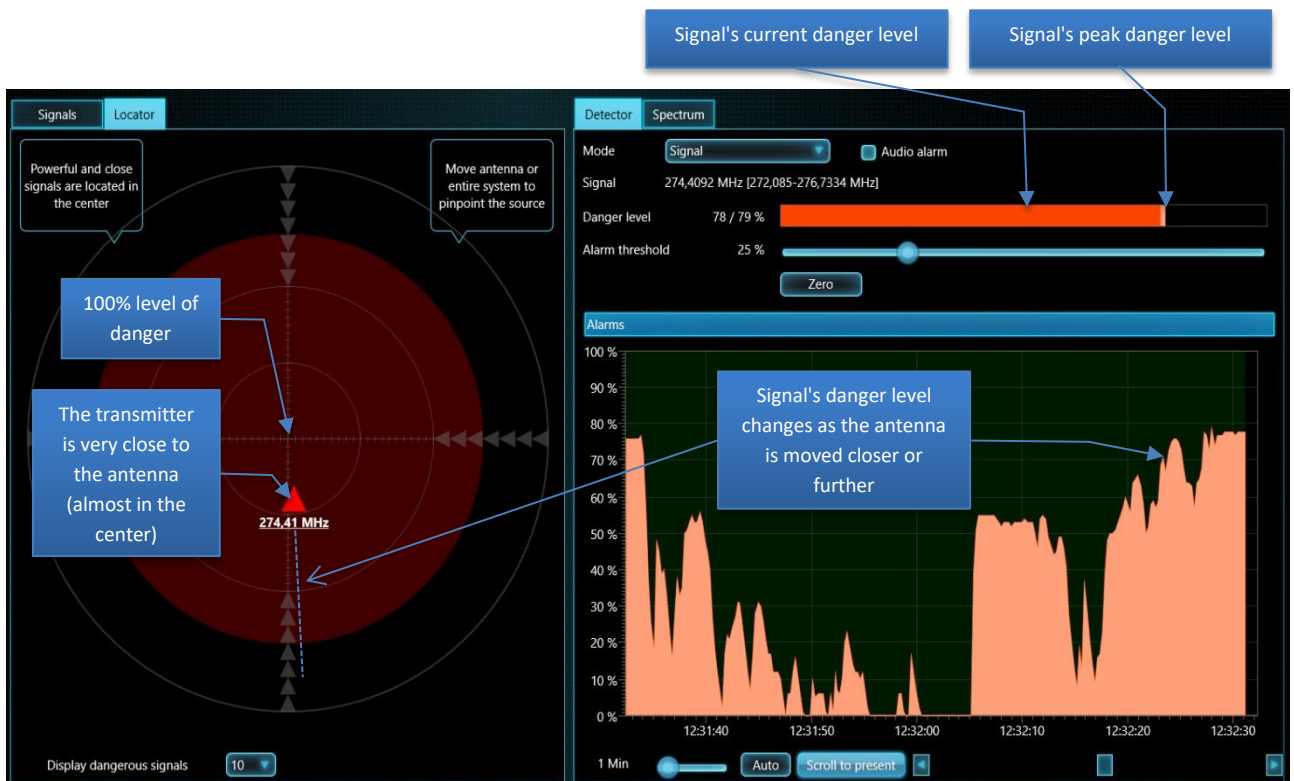 Signal's current danger level
Signal's peak danger level
Signals
Locator
Powerful and close
signals are located in
the center
Move antenna or
entire system to
pinpoint the source
100% level of
danger
The transmitter
is very close to
the antenna
(almost in the
center)
274,41 MHz
Display dangerous signals
10
Detector
Spectrum
Mode
Signal
Audio alarm
Signal
274,4092 MHz [272,085-276,7334 MHz]
Danger level
78 / 79 %
Alarm threshold
25 %
Zero
Alarms
Signal's danger level
changes as the antenna
is moved closer or
further
100 %
90 %
80 %
70 %
60 %
50 %
40 %
30 %
20 %
10 %
0 %
12:31:40
12:31:50
12:32:00
12:32:10
12:32:20
12:32:30
1 Min
Auto
Scroll to present